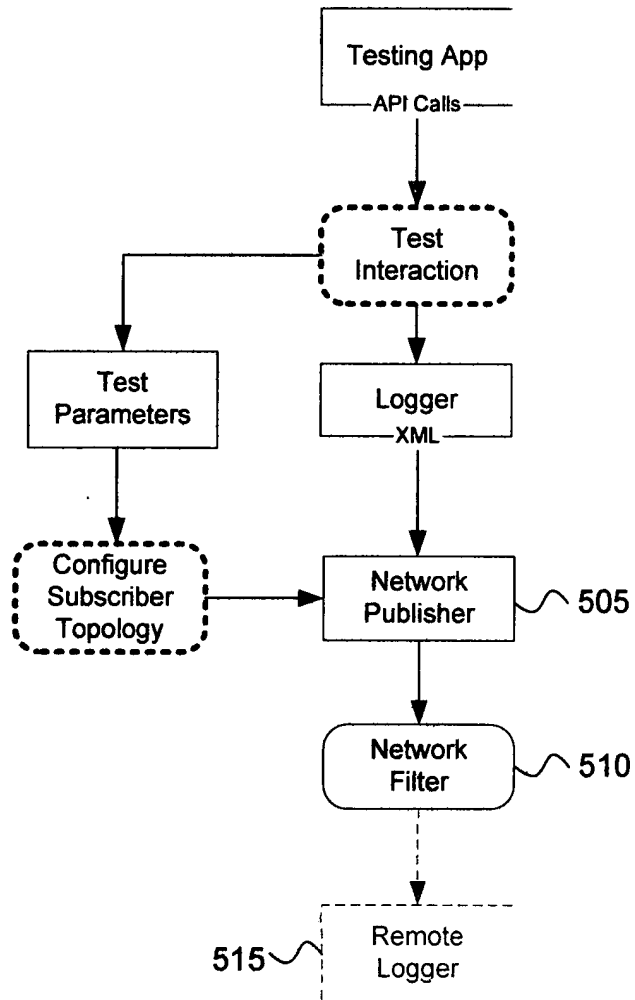 Testing App
API Calls
Test
Interaction
Test
Parameters
Logger
XML
Configure
Subscriber
Topology
Network
Publisher
505
Network
Filter
510
515
Remote
Logger